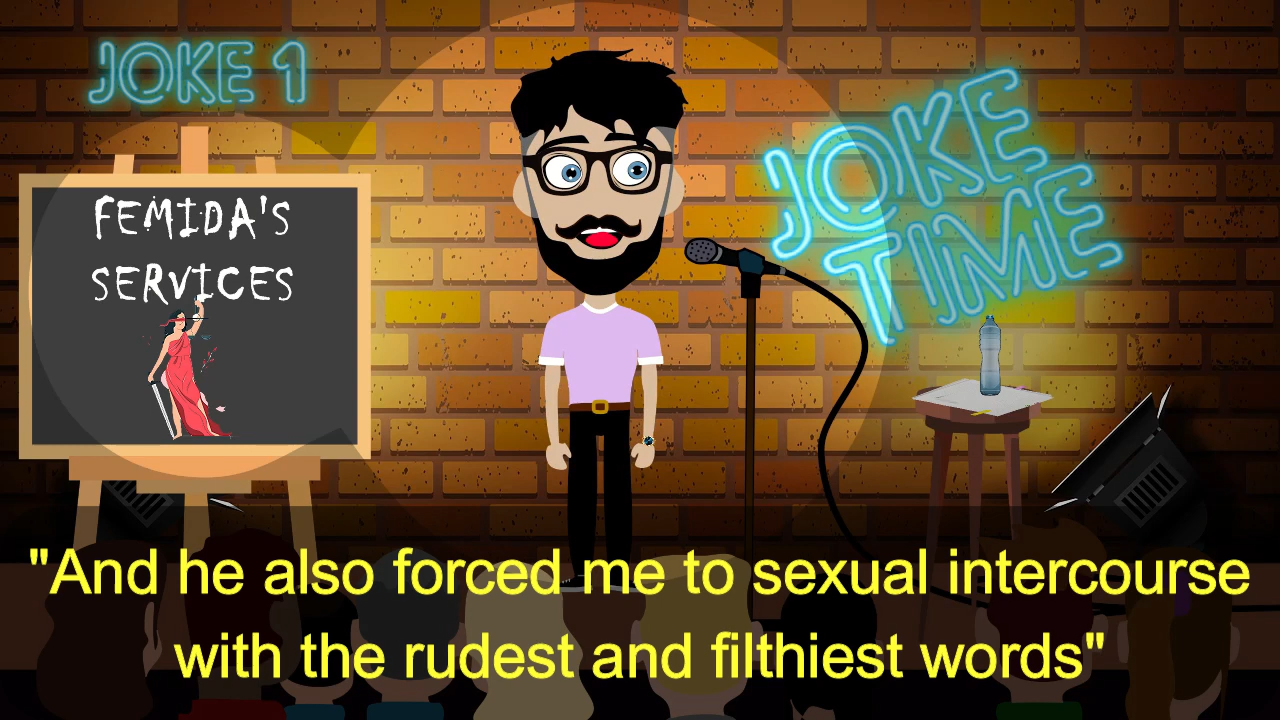 JOKE 1
JOKE
TIME
FEMIDA'S
SERVICES
"And he also forced me to sexual intercourse
with the rudest and filthiest words"